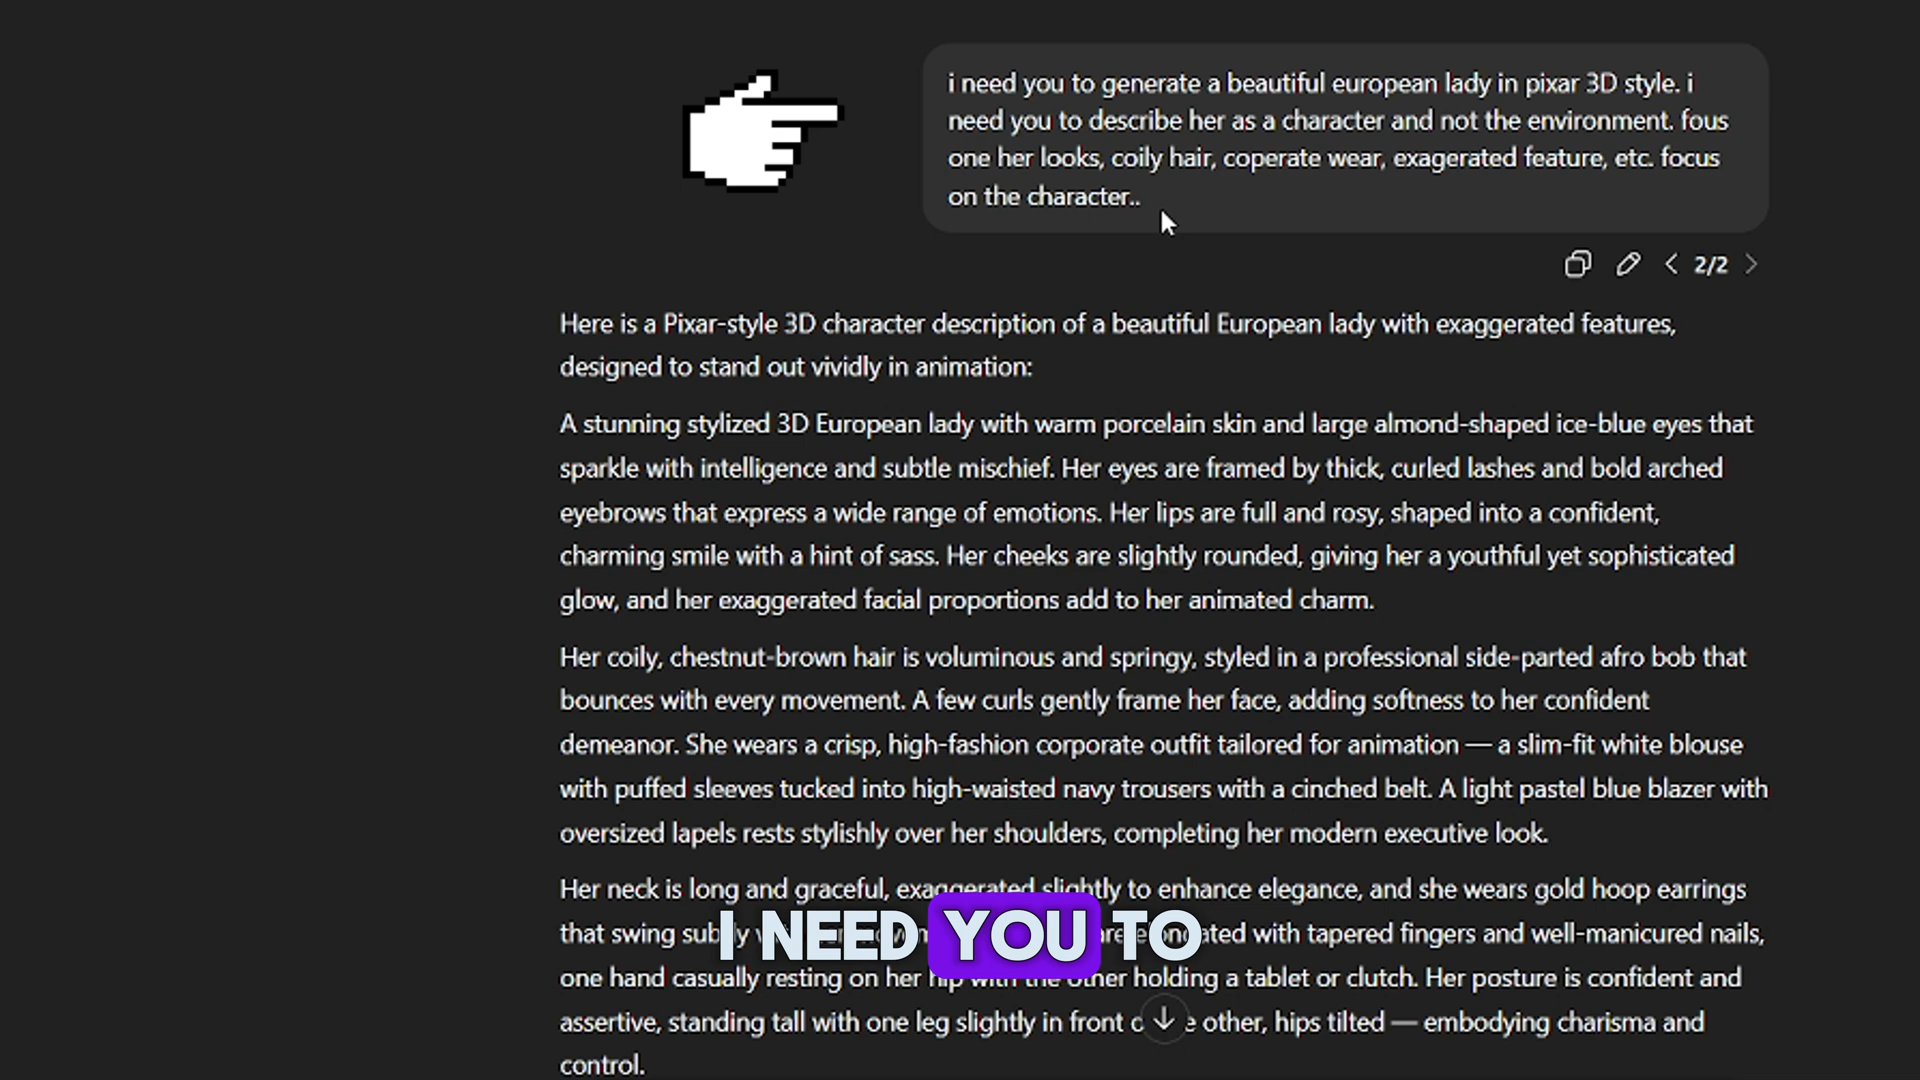 i need you to generate a beautiful european lady in pixar 3D style. i
need you to describe her as a character and not the environment. fous
one her looks, coily hair, coperate wear, exagerated feature, etc. focus
on the character..
2/2
Here is a Pixar-style 3D character description of a beautiful European lady with exaggerated features,
designed to stand out vividly in animation:
A stunning stylized 3D European lady with warm porcelain skin and large almond-shaped ice-blue eyes that
sparkle with intelligence and subtle mischief. Her eyes are framed by thick, curled lashes and bold arched
eyebrows that express a wide range of emotions. Her lips are full and rosy, shaped into a confident,
charming smile with a hint of sass. Her cheeks are slightly rounded, giving her a youthful yet sophisticated
glow, and her exaggerated facial proportions add to her animated charm.
Her coily, chestnut-brown hair is voluminous and springy, styled in a professional side-parted afro bob that
bounces with every movement. A few curls gently frame her face, adding softness to her confident
demeanor. She wears a crisp, high-fashion corporate outfit tailored for animation — a slim-fit white blouse
with puffed sleeves tucked into high-waisted navy trousers with a cinched belt. A light pastel blue blazer with
oversized lapels rests stylishly over her shoulders, completing her modern executive look.
Her neck is long and graceful, exaggerated slightly to enhance elegance, and she wears gold hoop earrings
that swing subtly are elongated with tapered fingers and well-manicured nails,
I NEED YOU TO
one hand casually resting on her hip with the other holding a tablet or clutch. Her posture is confident and
assertive, standing tall with one leg slightly in front other, hips tilted — embodying charisma and
control.